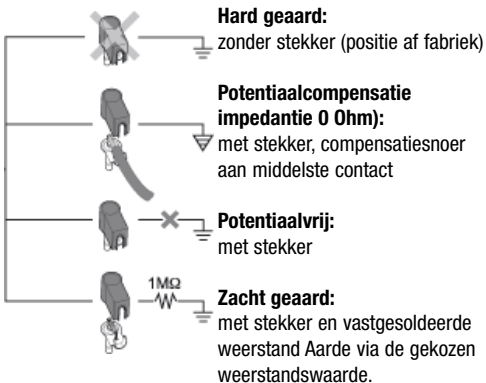 Hard geaard:
zonder stekker (positie af fabriek)
Potentiaalcompensatie
impedantie 0 Ohm):
met stekker, compensatiesnoer
aan middelste contact
Potentiaalvrij:
met stekker
1MΩ
Zacht geaard:
met stekker en vastgesoldeerde
weerstand Aarde via de gekozen
weerstandswaarde.